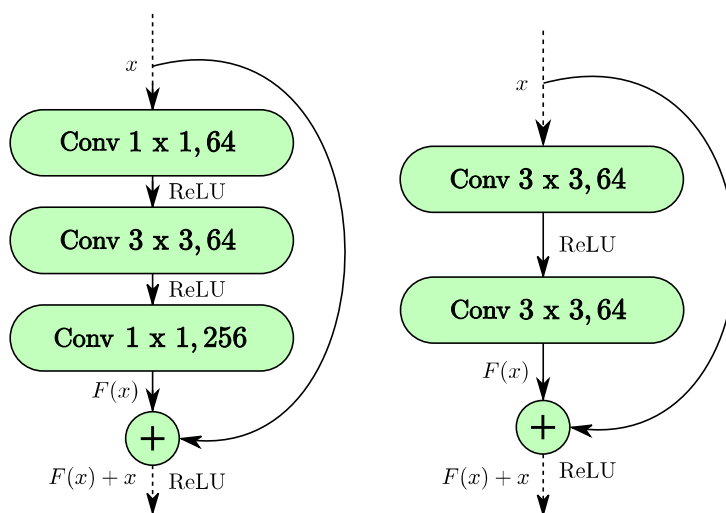 x
Conv 1 x 1, 64
ReLU
Conv 3 x 3, 64
ReLU
Conv 1 x 1, 256
F(x)
+
F(x) + x
ReLU
x
Conv 3 x 3, 64
ReLU
Conv 3 x 3, 64
F(x)
+
F(x) + x
ReLU